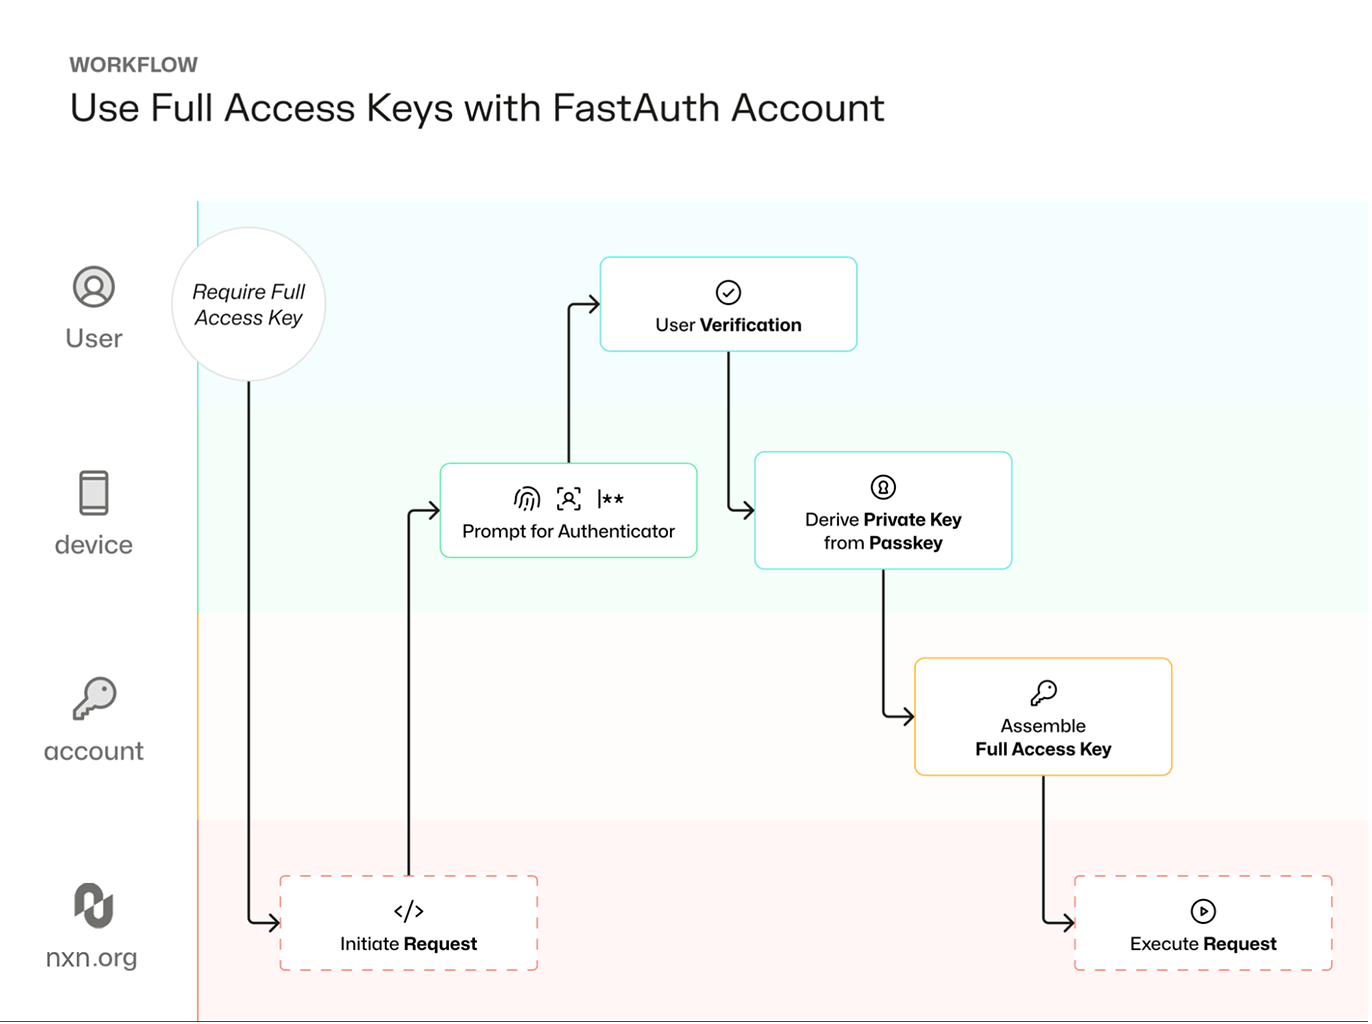 WORKFLOW
Use Full Access Keys with FastAuth Account
User
Require Full
Access Key
User Verification
device
|**
Prompt for Authenticator
Derive Private Key
from Passkey
account
Assemble
Full Access Key
nxn.org
</>
Initiate Request
Execute Request